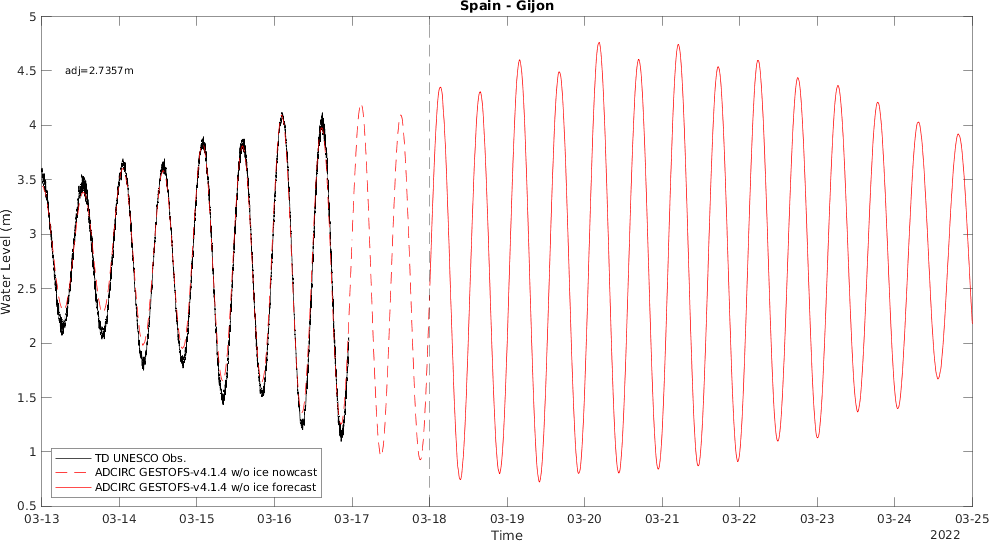 Spain - Gijon
5
4.5
4
3.5
3
2.5
2
1.5
1
0.5
Water Level (m)
adj=2.7357m
TD UNESCO Obs.
ADCIRC GESTOFS-v4.1.4 w/o ice nowcast
ADCIRC GESTOFS-v4.1.4 w/o ice forecast
03-13 03-14 03-15 03-16 03-17 03-18 03-19 03-20 03-21 03-22 03-23 03-24 03-25
Time
2022